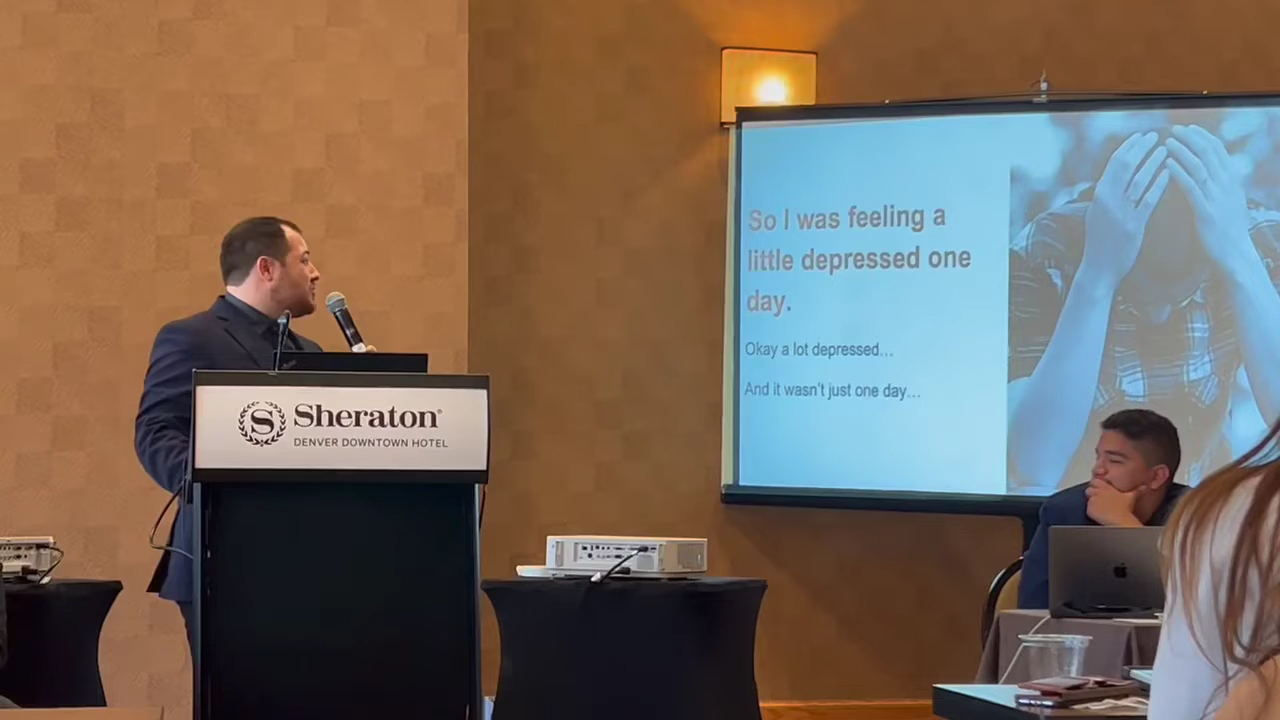 So I was feeling a
little depressed one
day.
Okay a lot depressed...
And it wasn't just one day...
S Sheraton®
DENVER DOWNTOWN HOTEL